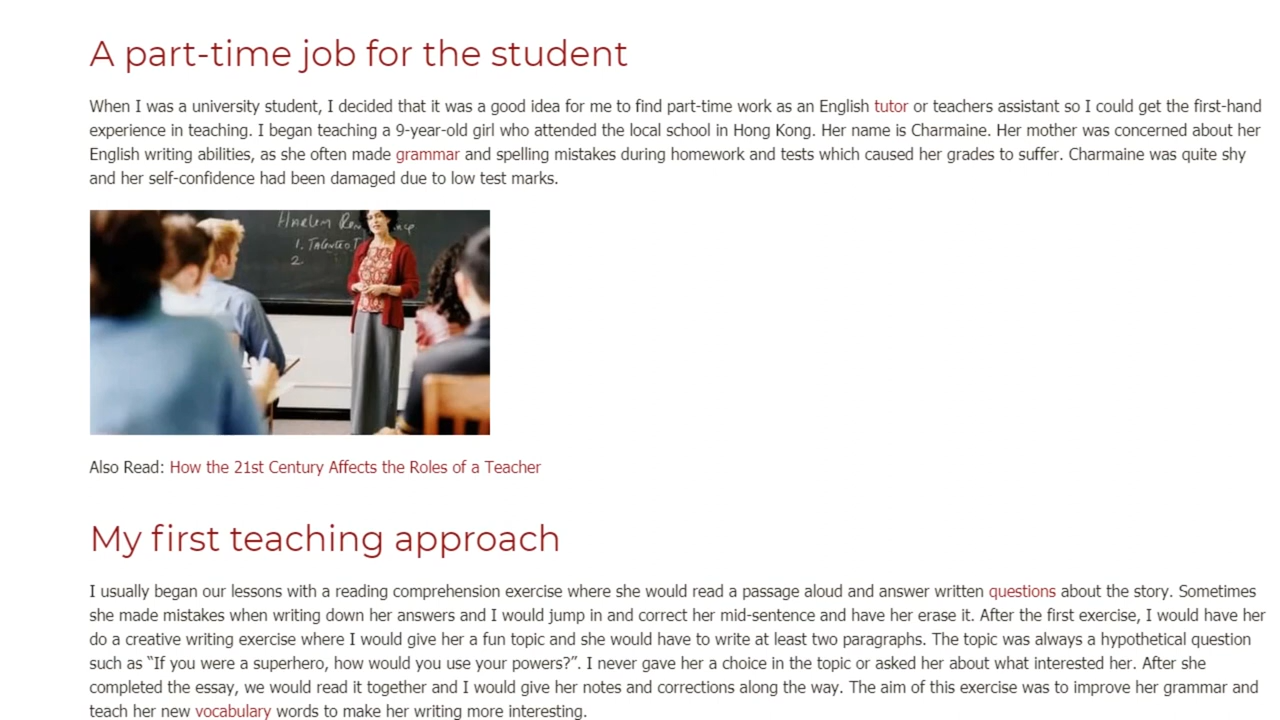 A part-time job for the student
When I was a university student, I decided that it was a good idea for me to find part-time work as an English tutor or teachers assistant so I could get the first-hand
experience in teaching. I began teaching a 9-year-old girl who attended the local school in Hong Kong. Her name is Charmaine. Her mother was concerned about her
English writing abilities, as she often made grammar and spelling mistakes during homework and tests which caused her grades to suffer. Charmaine was quite shy
and her self-confidence had been damaged due to low test marks.
Harlem
1.
2.
Also Read: How the 21st Century Affects the Roles of a Teacher
My first teaching approach
I usually began our lessons with a reading comprehension exercise where she would read a passage aloud and answer written questions about the story. Sometimes
she made mistakes when writing down her answers and I would jump in and correct her mid-sentence and have her erase it. After the first exercise, I would have her
do a creative writing exercise where I would give her a fun topic and she would have to write at least two paragraphs. The topic was always a hypothetical question
such as “If you were a superhero, how would you use your powers?”. I never gave her a choice in the topic or asked her about what interested her. After she
completed the essay, we would read it together and I would give her notes and corrections along the way. The aim of this exercise was to improve her grammar and
teach her new vocabulary words to make her writing more interesting.